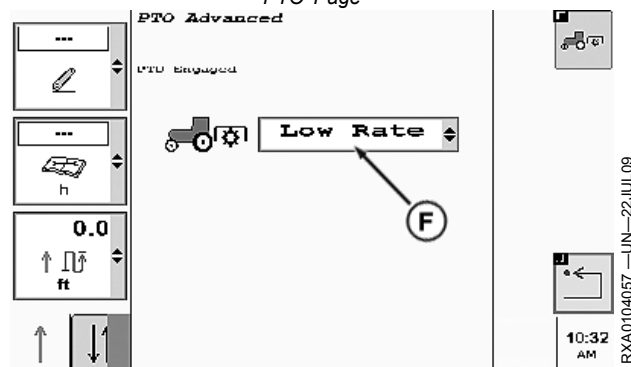 PTO Page
PTO Advanced
PTO Engaged
---
---
h
0.0
ft
Low Rate
F
10:32
AM
RXA0104057 —UN—22JUL09